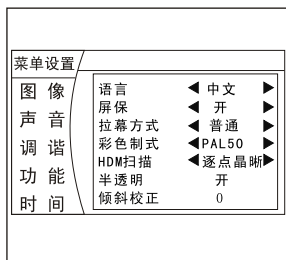 菜单设置
图 像
声 音
调 谐
功 能
时 间
语言 ◀ 中文 ▶
屏保 ◀ 开 ▶
拉幕方式 ◀ 普通 ▶
彩色制式 ◀PAL50 ▶
HDM扫描 ◀逐点晶晰▶
半透明 开
倾斜校正 0